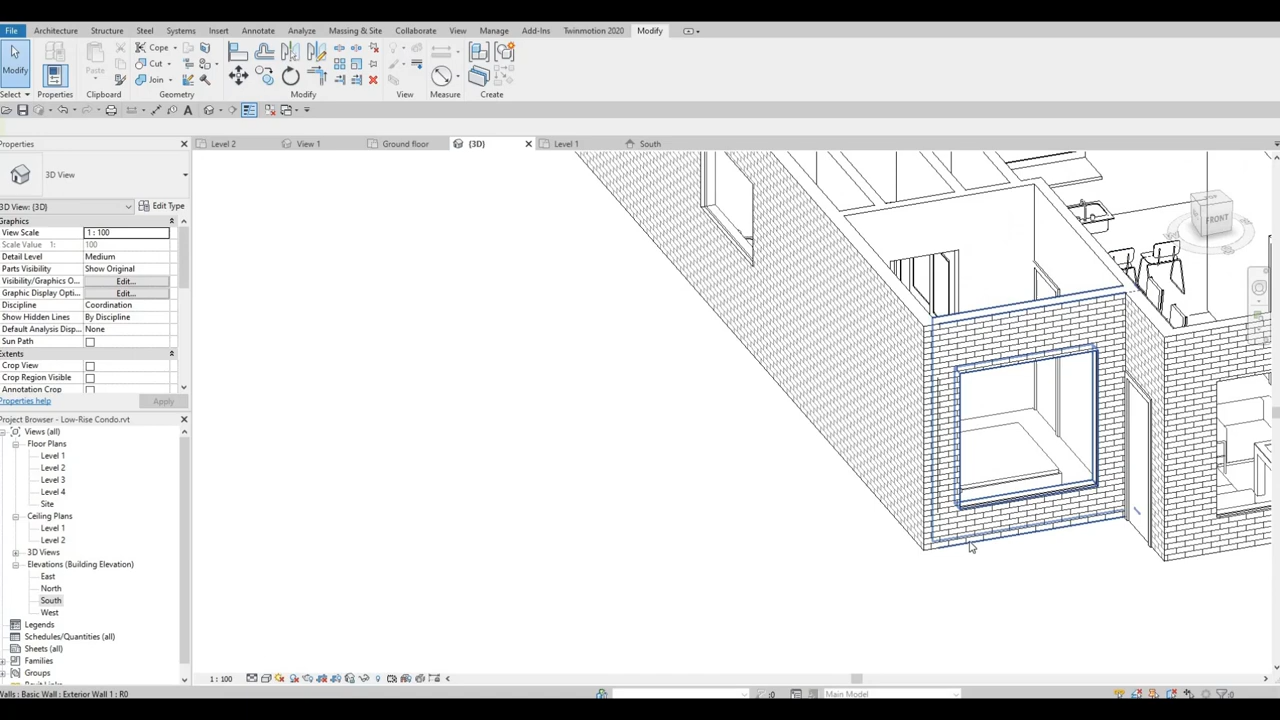 File Architecture Structure Steel Systems Insert Annotate Analyze Massing & Site Collaborate View Manage Add-Ins Twinmotion 2020 Modify
Modify Paste Cope Cut Join
Select Properties Clipboard Geometry Modify View Measure Create
Properties
Level 2 View 1 Ground floor {3D} Level 1 South
3D View
3D View: {3D} Edit Type
Graphics
View Scale 1 : 100
Scale Value 1: 100
Detail Level Medium
Parts Visibility Show Original
Visibility/Graphics O... Edit...
Graphic Display Opti... Edit...
Discipline Coordination
Show Hidden Lines By Discipline
Default Analysis Disp... None
Sun Path
Extents
Crop View
Crop Region Visible
Annotation Crop
Properties help Apply
Project Browser - Low-Rise Condo.rvt
Views (all)
Floor Plans
Level 1
Level 2
Level 3
Level 4
Site
Ceiling Plans
Level 1
Level 2
3D Views
Elevations (Building Elevation)
East
North
South
West
Legends
Schedules/Quantities (all)
Sheets (all)
Families
Groups
Revit Links
FRONT
1 : 100
Walls : Basic Wall : Exterior Wall 1 : R0
:0 Main Model :0